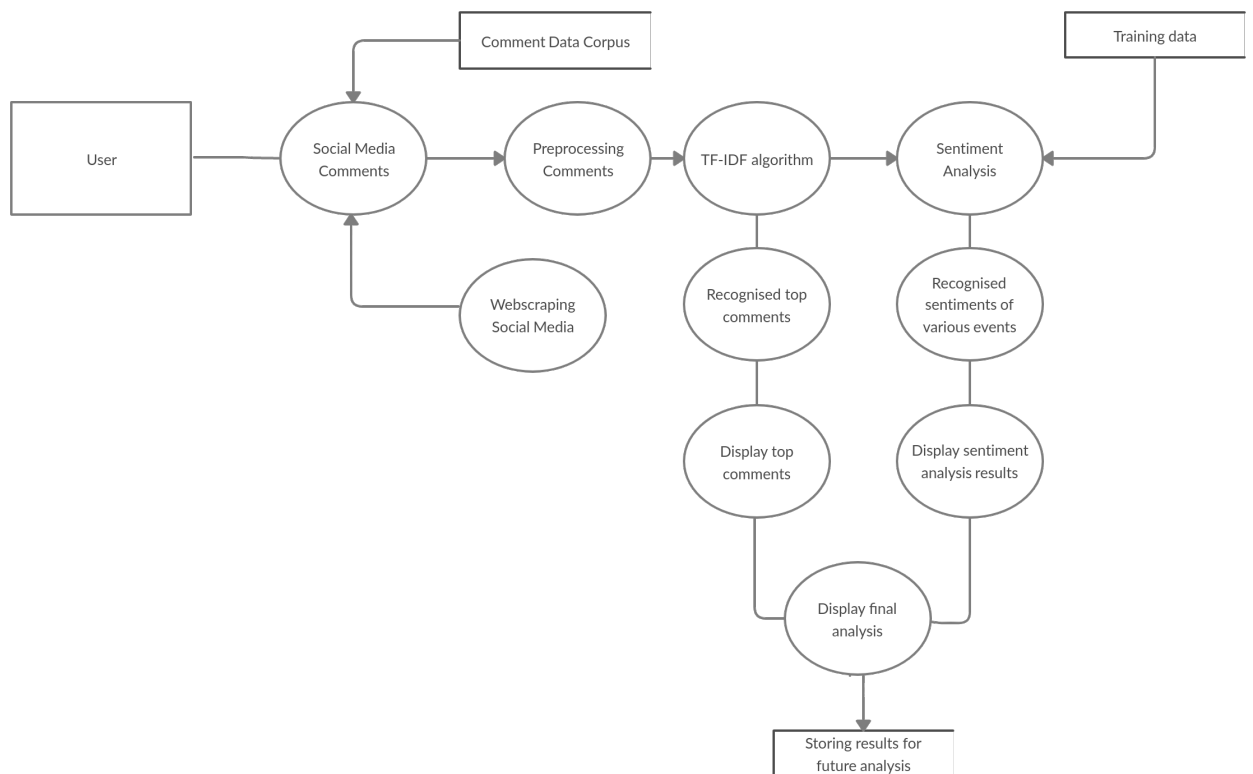 Comment Data Corpus
Training data
User
Social Media
Comments
Preprocessing
Comments
TF-IDF algorithm
Sentiment
Analysis
Webscraping
Social Media
Recognised top
comments
Recognised
sentiments of
various events
Display top
comments
Display sentiment
analysis results
Display final
analysis
Storing results for
future analysis